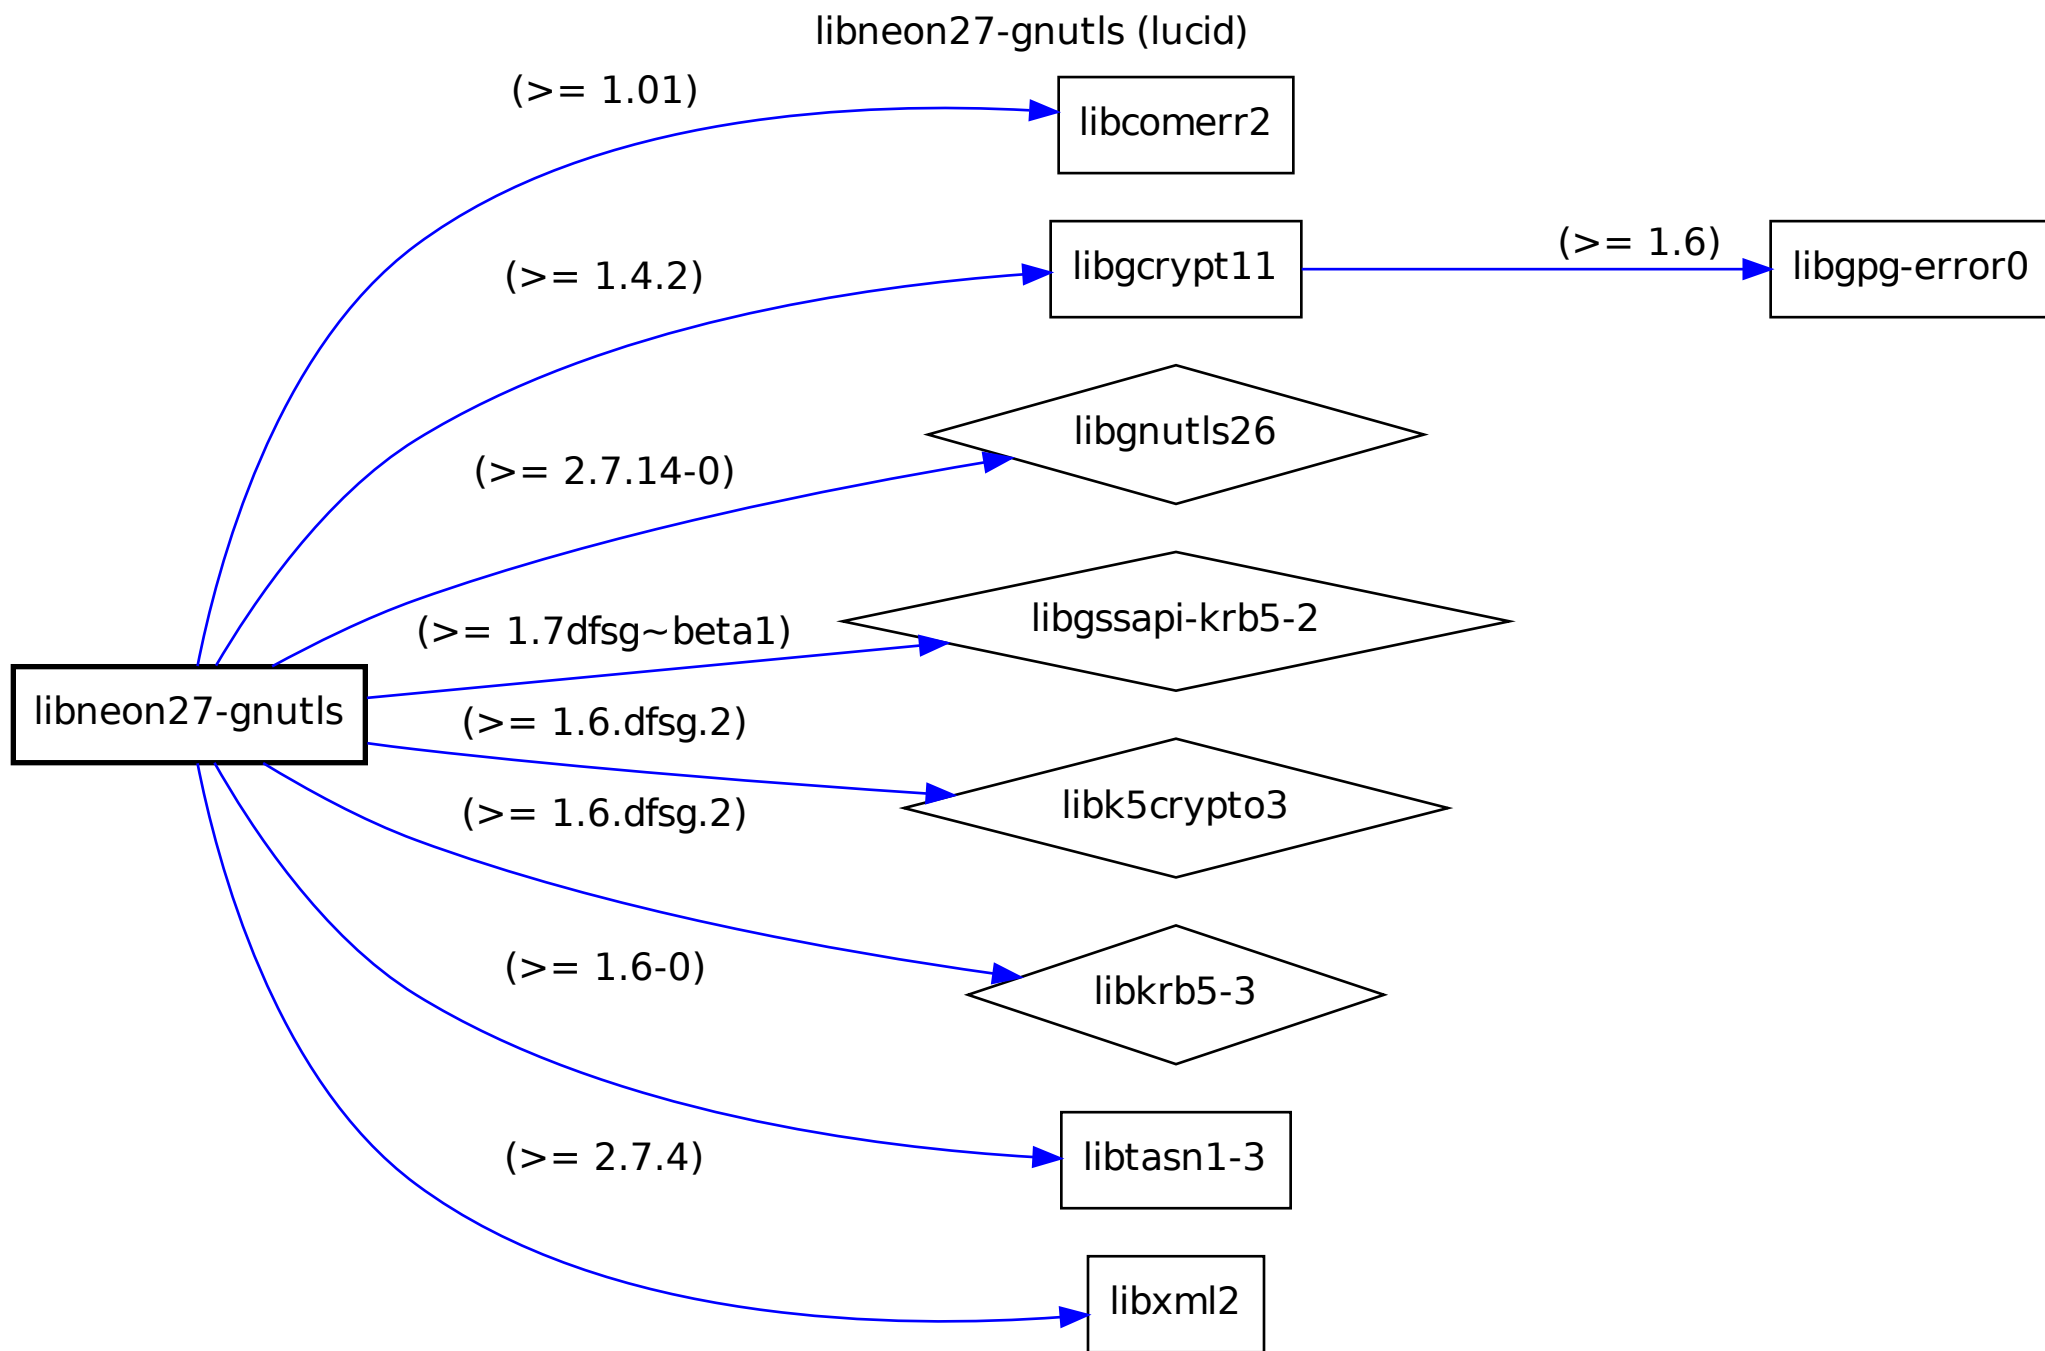 libneon27-gnutls (lucid)
(>= 1.01)
libcomerr2
(>= 1.4.2)
libgcrypt11
(>= 1.6)
libgpg-error0
(>= 2.7.14-0)
libgnutls26
(>= 1.7dfsg~beta1)
libgssapi-krb5-2
libneon27-gnutls
(>= 1.6.dfsg.2)
libk5crypto3
(>= 1.6.dfsg.2)
libkrb5-3
(>= 1.6-0)
libtasn1-3
(>= 2.7.4)
libxml2